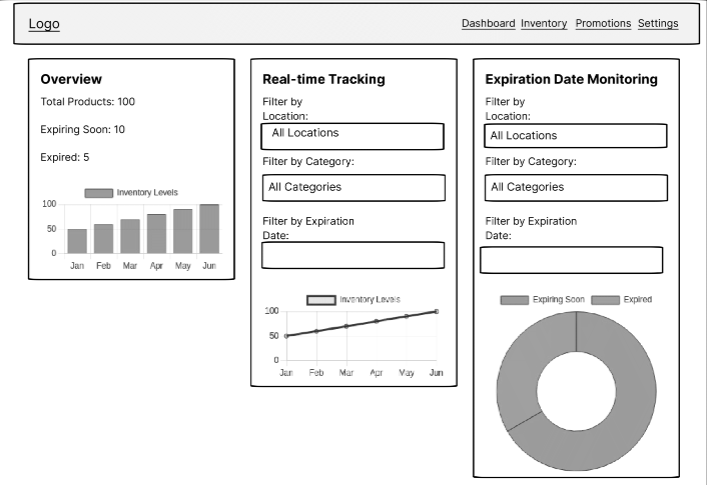 Logo
Dashboard Inventory Promotions Settings
Overview
Total Products: 100
Expiring Soon: 10
Expired: 5
Inventory Levels
100
50
0
Jan Feb Mar Apr May Jun
Real-time Tracking
Filter by
Location:
All Locations
Filter by Category:
All Categories
Filter by Expiration
Date:
Inventory Levels
100
50
0
Jan Feb Mar Apr May Jun
Expiration Date Monitoring
Filter by
Location:
All Locations
Filter by Category:
All Categories
Filter by Expiration
Date:
Expiring Soon Expired